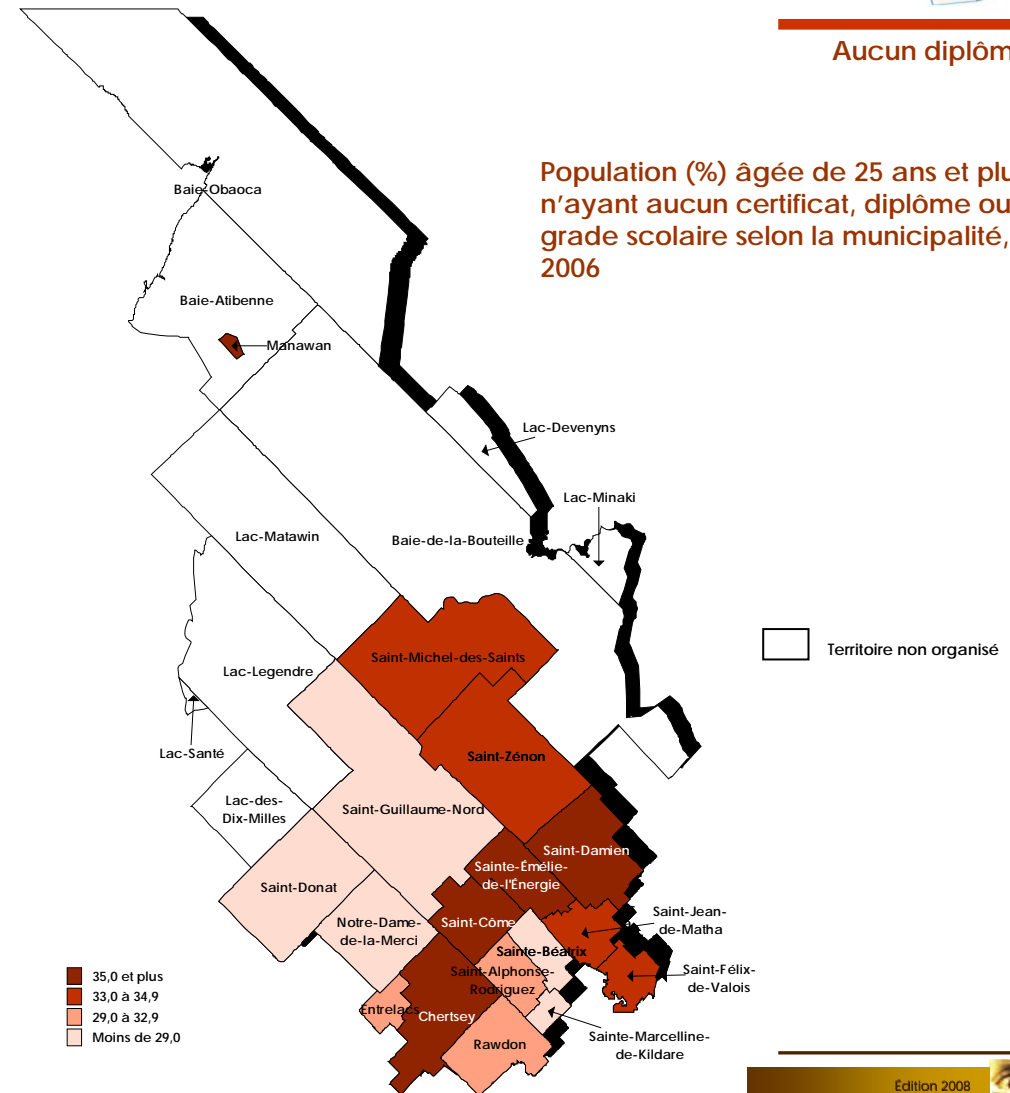 Aucun diplôm
Population (%) âgée de 25 ans et plu
n'ayant aucun certificat, diplôme ou
grade scolaire selon la municipalité,
2006
Baie-Obaoca
Baie-Atibenne
Manawan
Lac-Devenyns
Lac-Minaki
Lac-Matawin
Baie-de-la-Bouteille
Territoire non organisé
Saint-Michel-des-Saints
Lac-Legendre
Lac-Santé
Saint-Zénon
Lac-des-
Dix-Milles
Saint-Guillaume-Nord
Saint-Damien
Sainte-Émélie-
de-l'Énergie
Saint-Donat
Notre-Dame-
de-la-Merci
Saint-Côme
Saint-Jean-
de-Matha
Sainte-Béatrix
Saint-Alphonse-
Rodriguez
Saint-Félix-
de-Valois
Entrelacs
Chertsey
Rawdon
Sainte-Marcelline-
de-Kildare
35,0 et plus
33,0 à 34,9
29,0 à 32,9
Moins de 29,0
Édition 2008